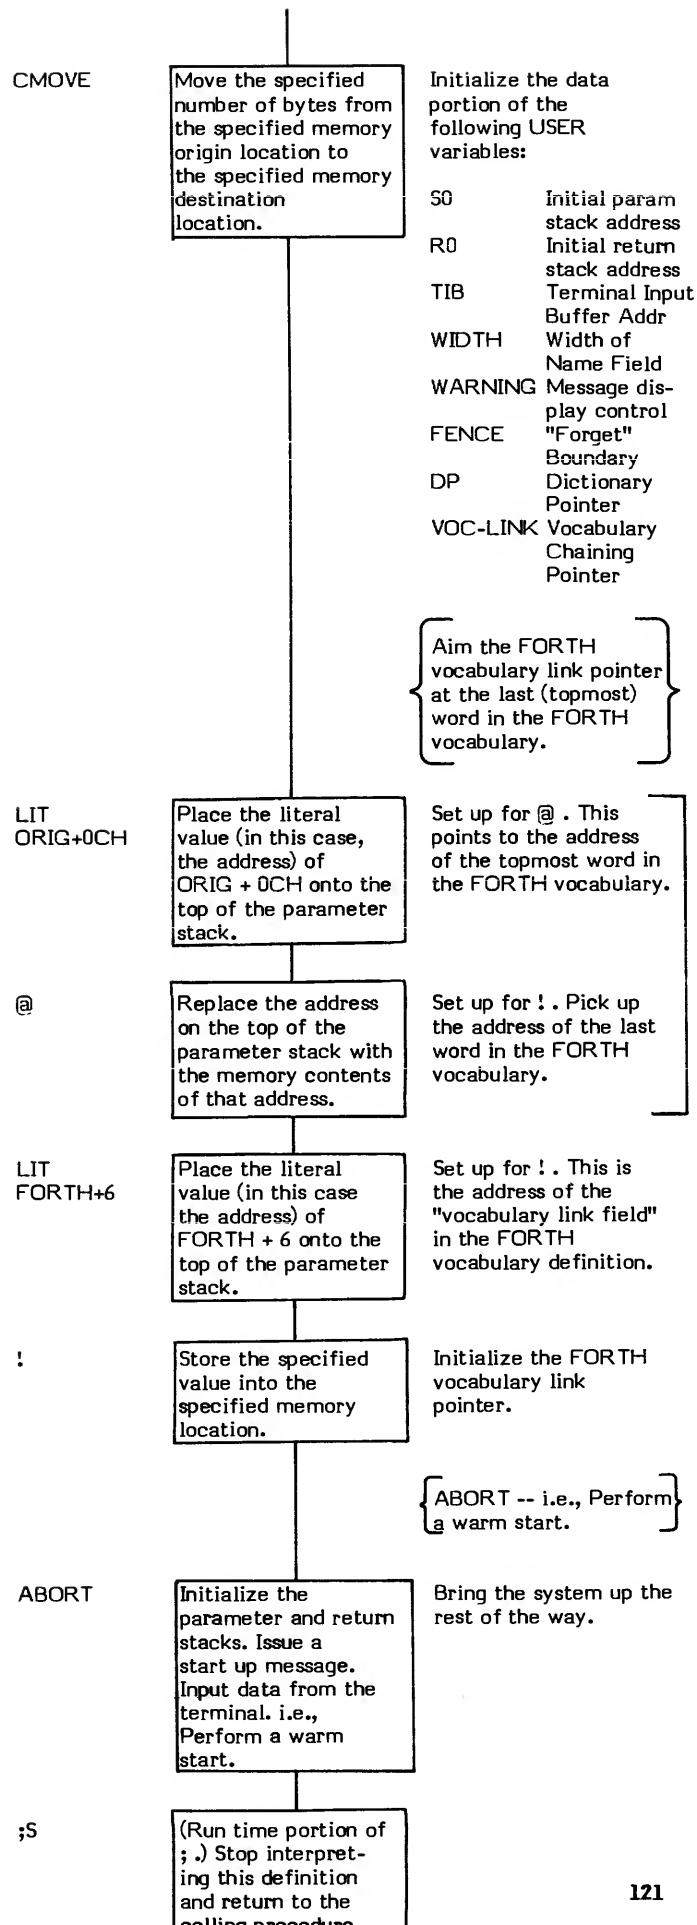 CMOVE
Move the specified
number of bytes from
the specified memory
origin location to
the specified memory
destination
location.
Initialize the data
portion of the
following USER
variables:
S0 Initial param
stack address
R0 Initial return
stack address
TIB Terminal Input
Buffer Addr
WIDTH Width of
Name Field
WARNING Message dis-
play control
FENCE "Forget"
Boundary
DP Dictionary
Pointer
VOC-LINK Vocabulary
Chaining
Pointer
Aim the FORTH
vocabulary link pointer
at the last (topmost)
word in the FORTH
vocabulary.
LIT
ORIG+0CH
Place the literal
value (in this case,
the address) of
ORIG + 0CH onto the
top of the parameter
stack.
Set up for @ . This
points to the address
of the topmost word in
the FORTH vocabulary.
@
Replace the address
on the top of the
parameter stack with
the memory contents
of that address.
Set up for ! . Pick up
the address of the last
word in the FORTH
vocabulary.
LIT
FORTH+6
Place the literal
value (in this case
the address) of
FORTH + 6 onto the
top of the parameter
stack.
Set up for ! . This is
the address of the
"vocabulary link field"
in the FORTH
vocabulary definition.
!
Store the specified
value into the
specified memory
location.
Initialize the FORTH
vocabulary link
pointer.
ABORT -- i.e., Perform
a warm start.
ABORT
Initialize the
parameter and return
stacks. Issue a
start up message.
Input data from the
terminal. i.e.,
Perform a warm
start.
Bring the system up the
rest of the way.
;S
(Run time portion of
; .) Stop interpret-
ing this definition
and return to the
calling procedure
121